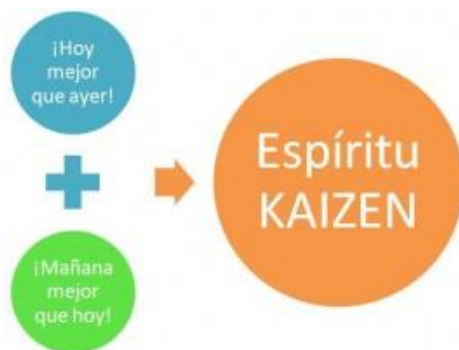 ¡Hoy
mejor
que ayer!
¡Mañana
mejor
que hoy!
Espíritu
KAIZEN